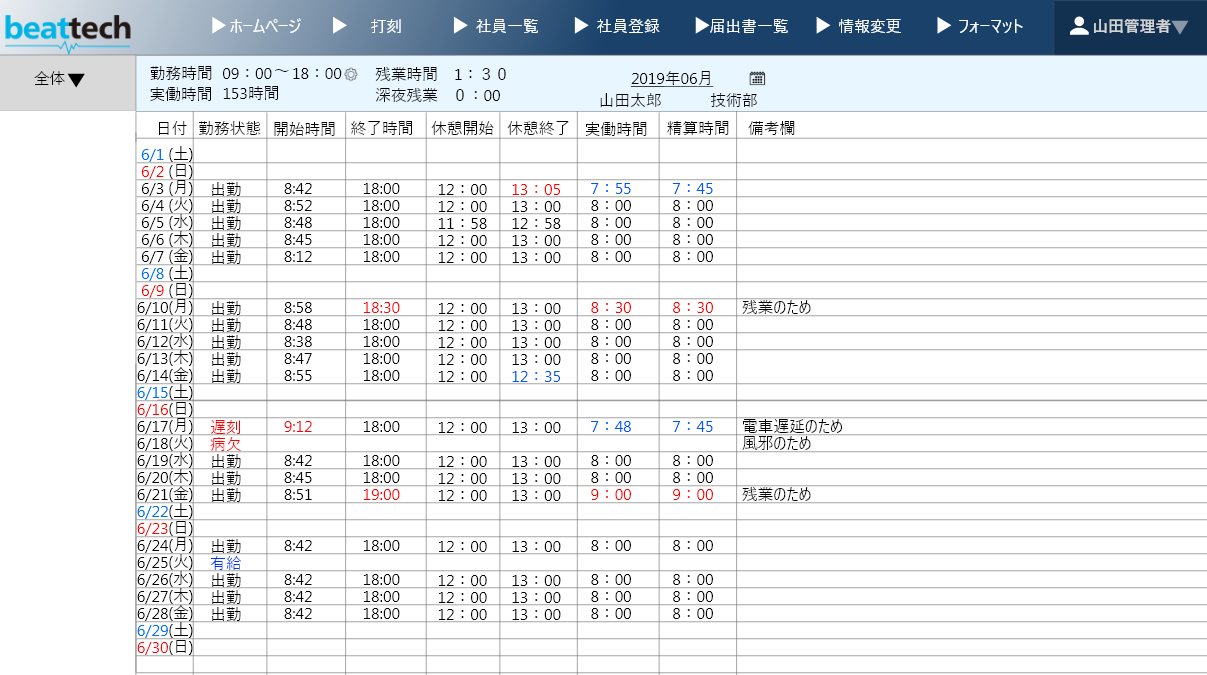 beattech ▶ホームページ ▶ 打刻 ▶ 社員一覧 ▶ 社員登録 ▶届出書一覧 ▶ 情報変更 ▶ フォーマット 山田管理者▼
全体▼
勤務時間 09：00～18：00 残業時間 1：３０ 2019年06月
実働時間 153時間 深夜残業 0：00 山田太郎 技術部
日付 勤務状態 開始時間 終了時間 休憩開始 休憩終了 実働時間 精算時間 備考欄
6/1 (土)
6/2 (日)
6/3 (月) 出勤 8:42 18:00 12：00 13：05 7：55 7：45
6/4 (火) 出勤 8:52 18:00 12：00 13：00 8：00 8：00
6/5 (水) 出勤 8:48 18:00 11：58 12：58 8：00 8：00
6/6 (木) 出勤 8:45 18:00 12：00 13：00 8：00 8：00
6/7 (金) 出勤 8:12 18:00 12：00 13：00 8：00 8：00
6/8 (土)
6/9 (日)
6/10(月) 出勤 8:58 18:30 12：00 13：00 8：30 8：30 残業のため
6/11(火) 出勤 8:48 18:00 12：00 13：00 8：00 8：00
6/12(水) 出勤 8:38 18:00 12：00 13：00 8：00 8：00
6/13(木) 出勤 8:47 18:00 12：00 13：00 8：00 8：00
6/14(金) 出勤 8:55 18:00 12：00 12：35 8：00 8：00
6/15(土)
6/16(日)
6/17(月) 遅刻 9:12 18:00 12：00 13：00 7：48 7：45 電車遅延のため
6/18(火) 病欠 風邪のため
6/19(水) 出勤 8:42 18:00 12：00 13：00 8：00 8：00
6/20(木) 出勤 8:45 18:00 12：00 13：00 8：00 8：00
6/21(金) 出勤 8:51 19:00 12：00 13：00 9：00 9：00 残業のため
6/22(土)
6/23(日)
6/24(月) 出勤 8:42 18:00 12：00 13：00 8：00 8：00
6/25(火) 有給
6/26(水) 出勤 8:42 18:00 12：00 13：00 8：00 8：00
6/27(木) 出勤 8:42 18:00 12：00 13：00 8：00 8：00
6/28(金) 出勤 8:42 18:00 12：00 13：00 8：00 8：00
6/29(土)
6/30(日)